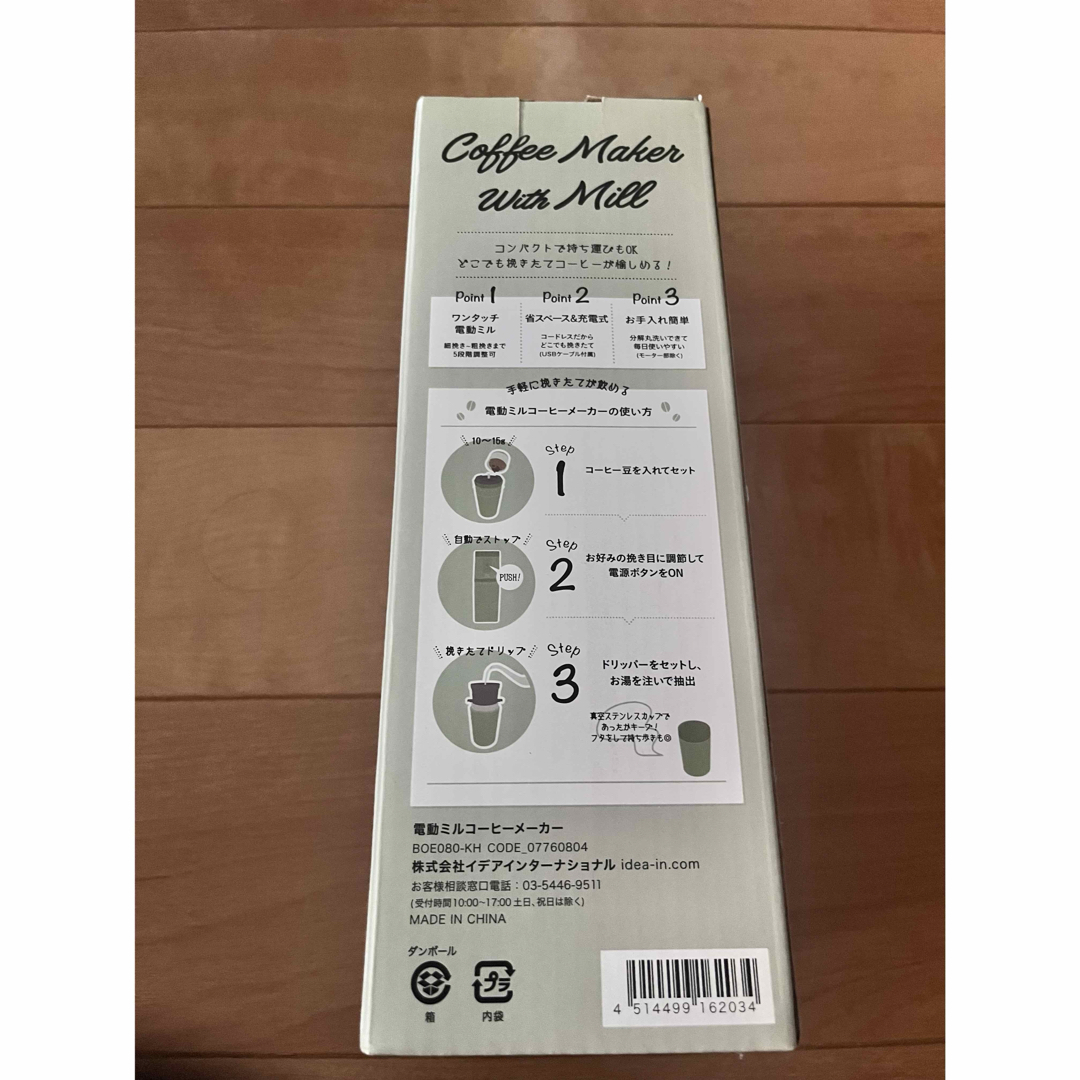 Coffee Maker
With Mill
コンパクトで持ち運びもOK
どこでも挽きたてコーヒーが愉しめる!
Point 1
ワンタッチ
電動ミル
細挽き~粗挽きまで
5段階調整可
Point 2
省スペース&充電式
コードレスだから
どこでも挽きたて
(USBケーブル付属)
Point 3
お手入れ簡単
分解丸洗いできて
毎日使いやすい
(モーター部除く)
手軽に挽きたてが飲める
電動ミルコーヒーメーカーの使い方
10〜15g
Step
1
コーヒー豆を入れてセット
自動でストップ
PUSH!
Step
2
お好みの挽き目に調節して
電源ボタンをON
挽きたてドリップ
Step
3
ドリッパーをセットし、
お湯を注いで抽出
真空ステンレスカップで
あったかキープ!
フタをして持ち歩きも◎
電動ミルコーヒーメーカー
BOE080-KH CODE_07760804
株式会社イデアインターナショナル idea-in.com
お客様相談窓口電話:03-5446-9511
(受付時間10:00~17:00 土日、祝日は除く)
MADE IN CHINA
ダンボール
箱
プラ
内袋
4 514499 162034